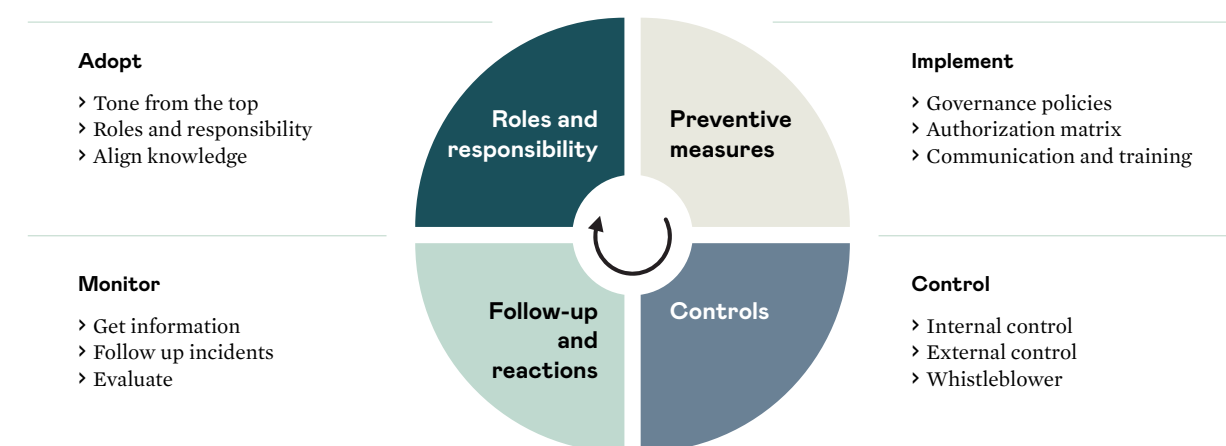 Adopt
› Tone from the top
› Roles and responsibility
› Align knowledge
Roles and
responsibility
Preventive
measures
Implement
› Governance policies
› Authorization matrix
› Communication and training
Monitor
› Get information
› Follow up incidents
› Evaluate
Follow-up
and
reactions
Controls
Control
› Internal control
› External control
› Whistleblower